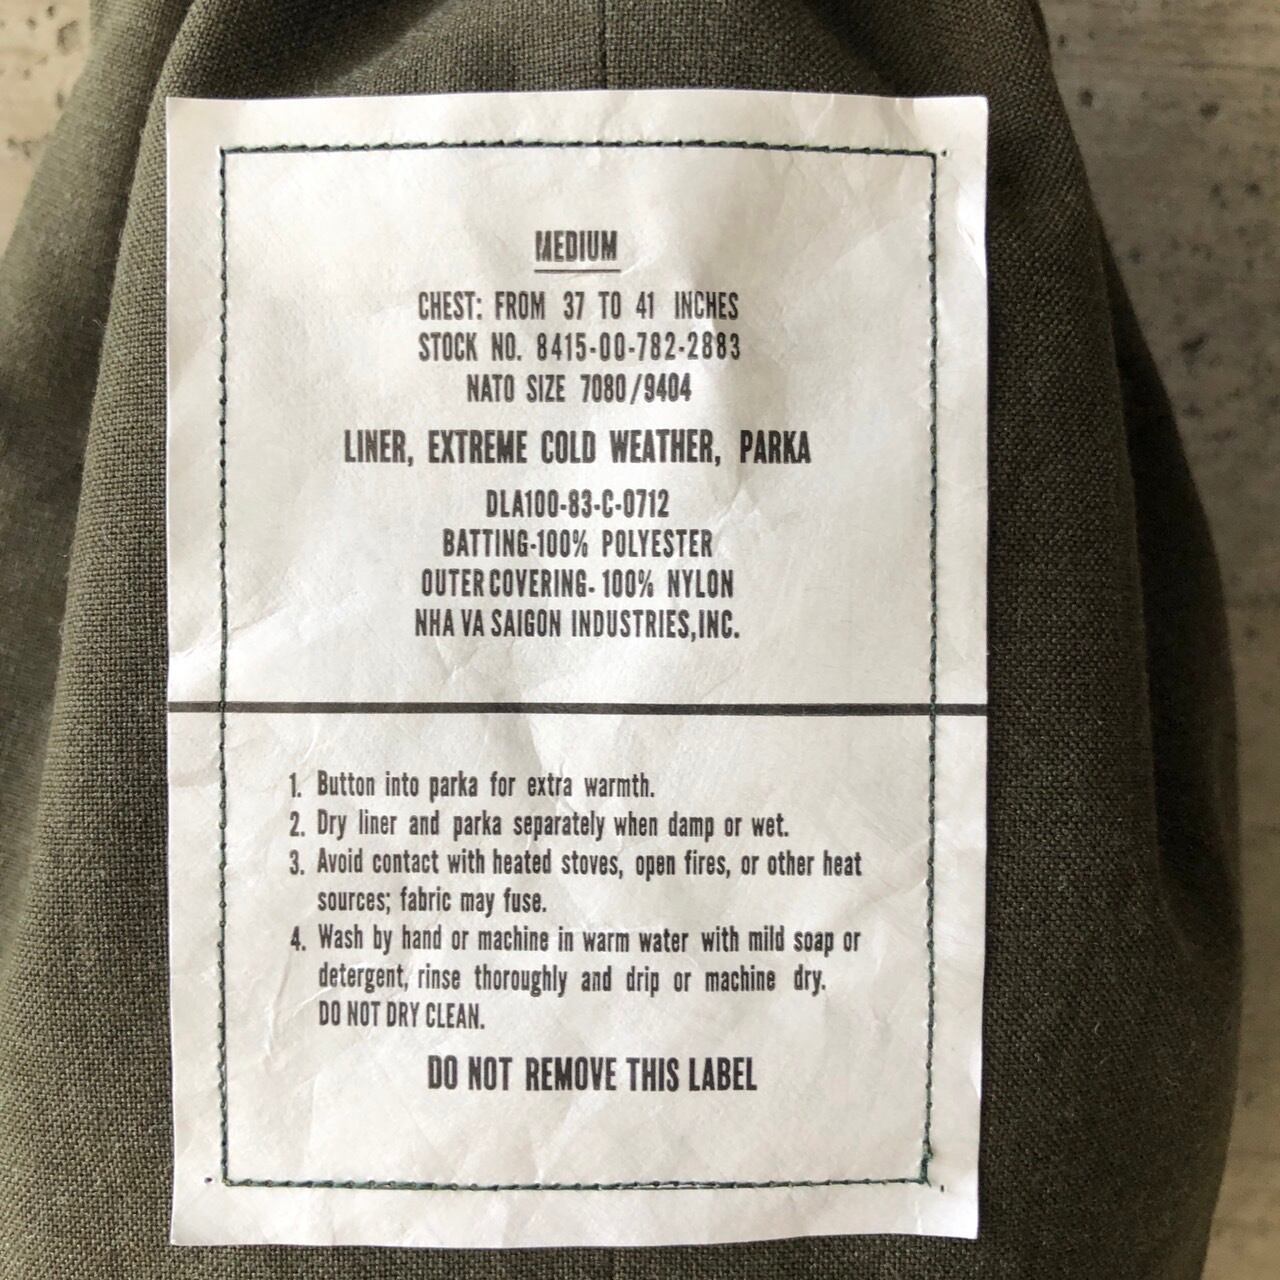 MEDIUM
CHEST: FROM 37 TO 41 INCHES
STOCK NO. 8415-00-782-2883
NATO SIZE 7080/9404
LINER, EXTREME COLD WEATHER, PARKA
DLA100-83-C-0712
BATTING-100% POLYESTER
OUTER COVERING- 100% NYLON
NHA VA SAIGON INDUSTRIES,INC.
1. Button into parka for extra warmth.
2. Dry liner and parka separately when damp or wet.
3. Avoid contact with heated stoves, open fires, or other heat
sources; fabric may fuse.
4. Wash by hand or machine in warm water with mild soap or
detergent, rinse thoroughly and drip or machine dry.
DO NOT DRY CLEAN.
DO NOT REMOVE THIS LABEL